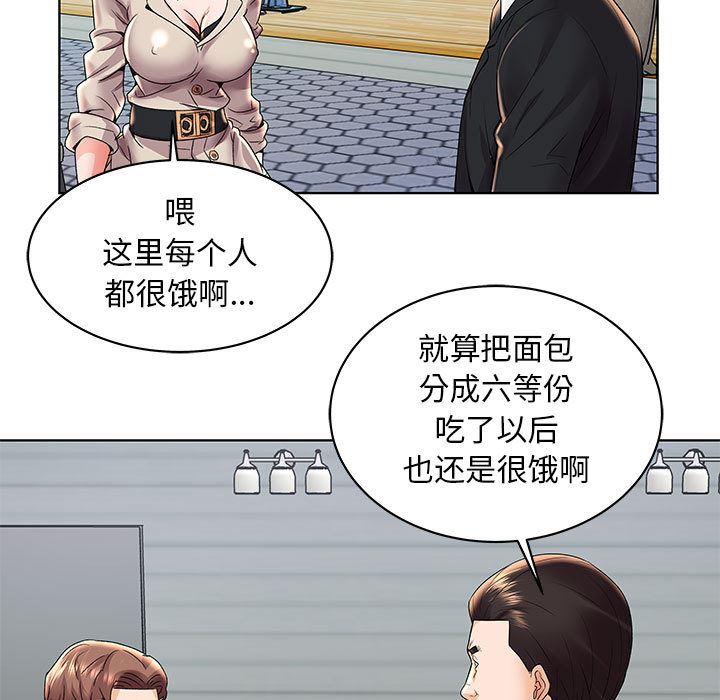 喂
这里每个人
都很饿啊...
就算把面包
分成六等份
吃了以后
也还是很饿啊